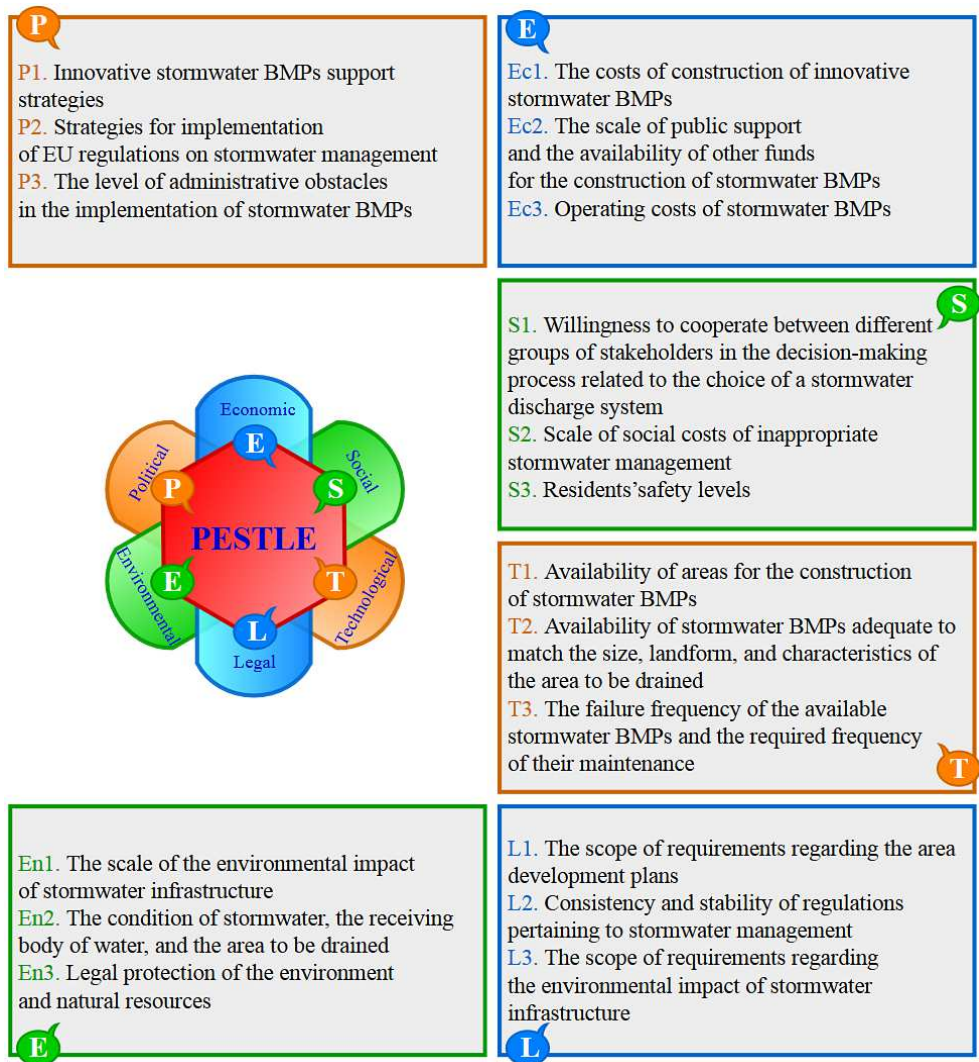 P
P1. Innovative stormwater BMPs support
strategies
P2. Strategies for implementation
of EU regulations on stormwater management
P3. The level of administrative obstacles
in the implementation of stormwater BMPs
E
Ec1. The costs of construction of innovative
stormwater BMPs
Ec2. The scale of public support
and the availability of other funds
for the construction of stormwater BMPs
Ec3. Operating costs of stormwater BMPs
S
S1. Willingness to cooperate between different
groups of stakeholders in the decision-making
process related to the choice of a stormwater
discharge system
S2. Scale of social costs of inappropriate
stormwater management
S3. Residents'safety levels
Economic
E
Political
P
Social
S
PESTLE
Environmental
E
Technological
T
L
Legal
T1. Availability of areas for the construction
of stormwater BMPs
T2. Availability of stormwater BMPs adequate to
match the size, landform, and characteristics of
the area to be drained
T3. The failure frequency of the available
stormwater BMPs and the required frequency
of their maintenance
T
En1. The scale of the environmental impact
of stormwater infrastructure
En2. The condition of stormwater, the receiving
body of water, and the area to be drained
En3. Legal protection of the environment
and natural resources
E
L1. The scope of requirements regarding the area
development plans
L2. Consistency and stability of regulations
pertaining to stormwater management
L3. The scope of requirements regarding
the environmental impact of stormwater
infrastructure
L